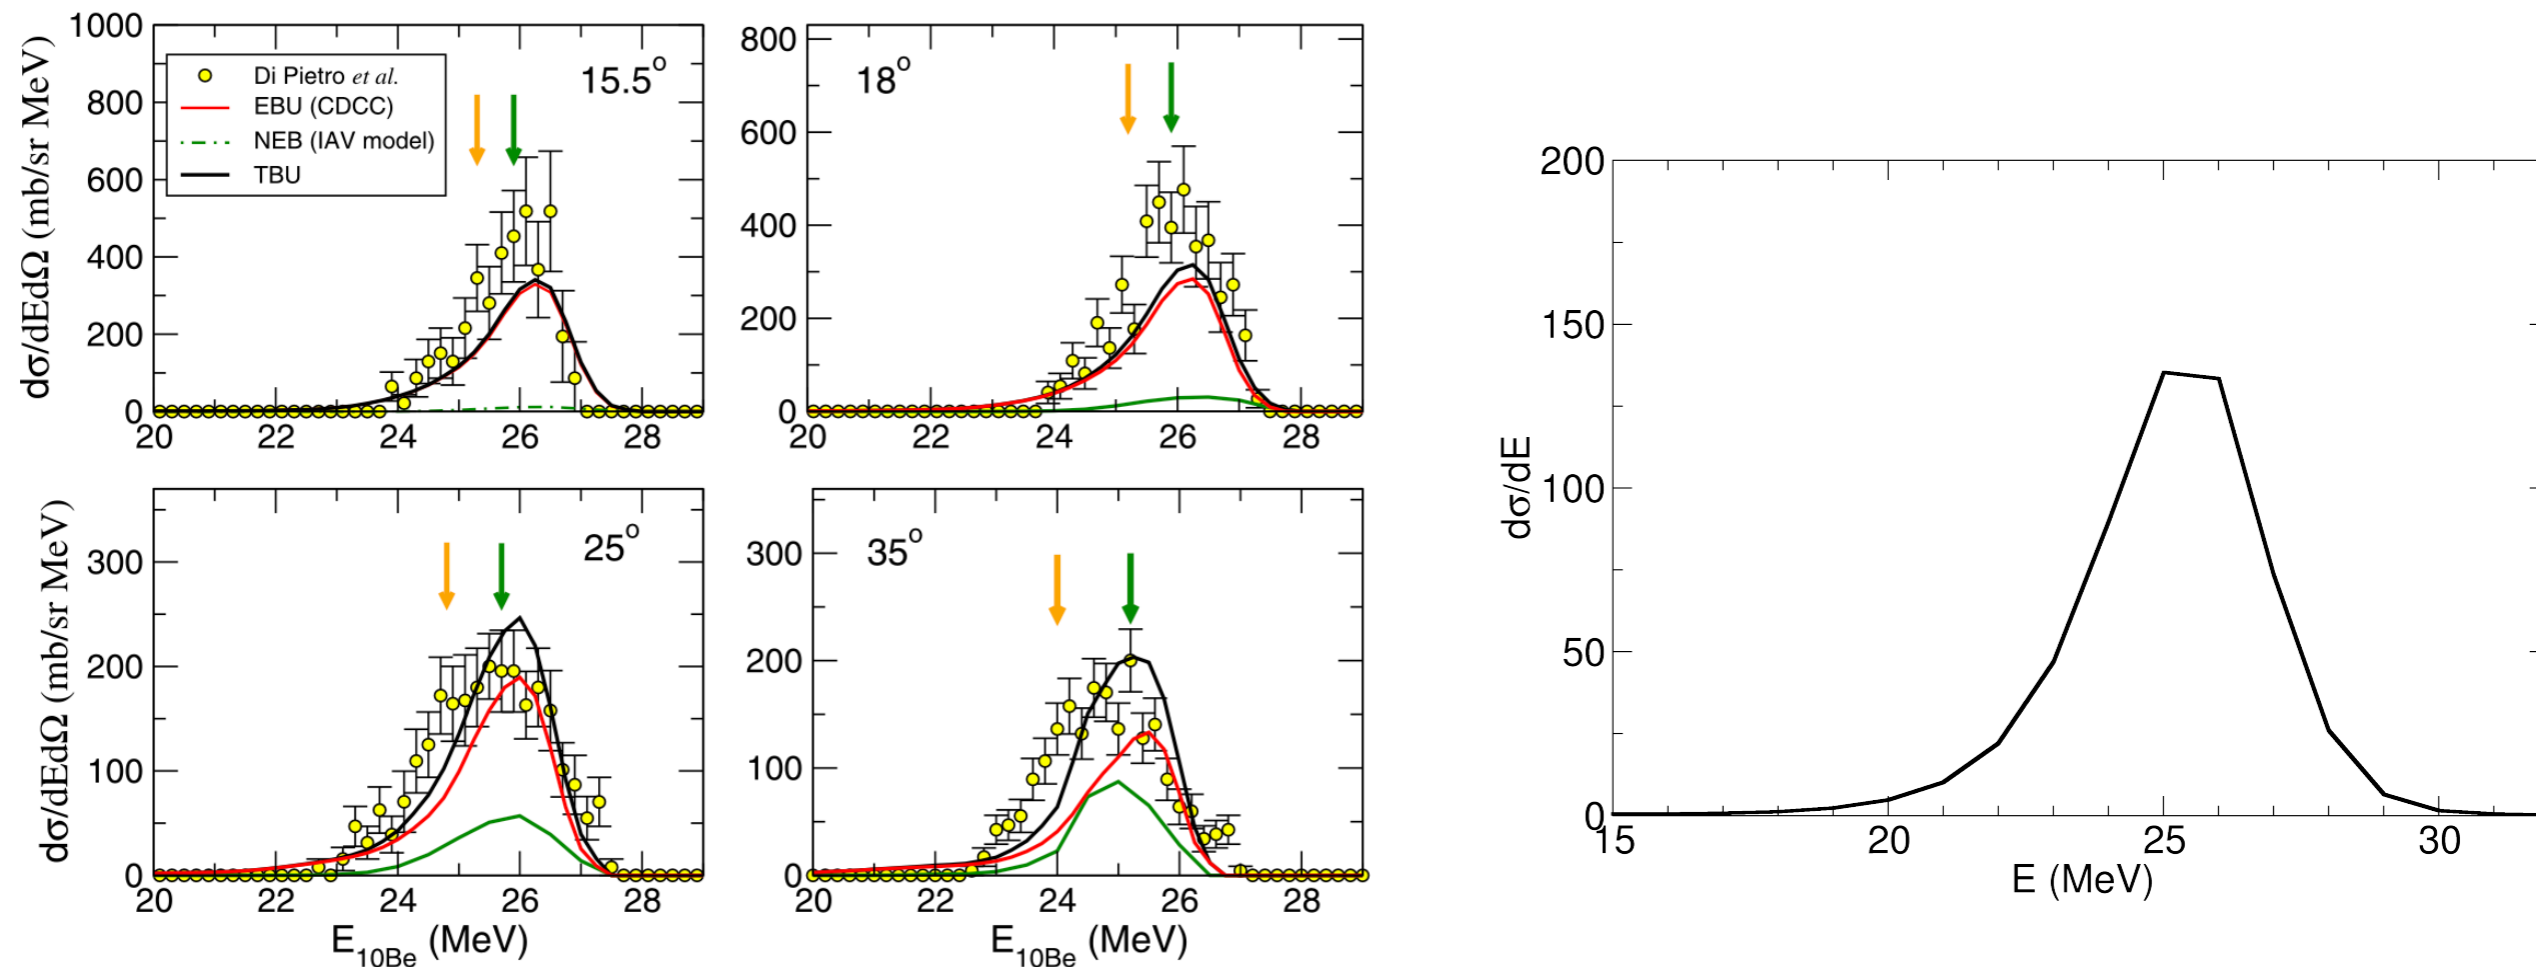 1000
800
600
400
200
0
20 22 24 26 28
dσ/dEdΩ (mb/sr MeV)
Di Pietro et al.
EBU (CDCC)
NEB (IAV model)
TBU
15.5°
800
600
400
200
0
20 22 24 26 28
18°
300
200
100
0
20 22 24 26 28
dσ/dEdΩ (mb/sr MeV)
E10Be (MeV)
25°
300
200
100
0
20 22 24 26 28
E10Be (MeV)
35°
200
150
100
50
0
15 20 25 30
dσ/dE
E (MeV)